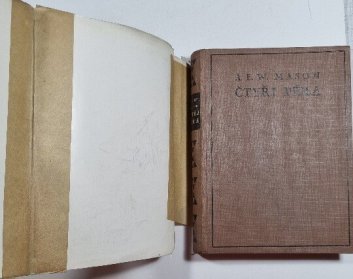 A. E. W. MASON
ČTYŘI PÉRA